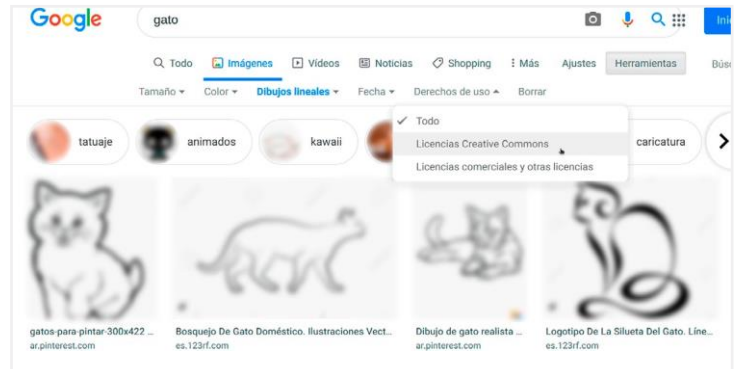 Google gato Inic
Todo Imágenes Vídeos Noticias Shopping Más Ajustes Herramientas Búsc
Tamaño Color Dibujos lineales Fecha Derechos de uso Borrar
Todo
Licencias Creative Commons
Licencias comerciales y otras licencias
tatuaje animados kawaii caricatura
gatos-para-pintar-300x422 ... Bosquejo De Gato Doméstico. Ilustraciones Vect... Dibujo de gato realista ... Logotipo De La Silueta Del Gato. Líne...
ar.pinterest.com es.123rf.com ar.pinterest.com es.123rf.com